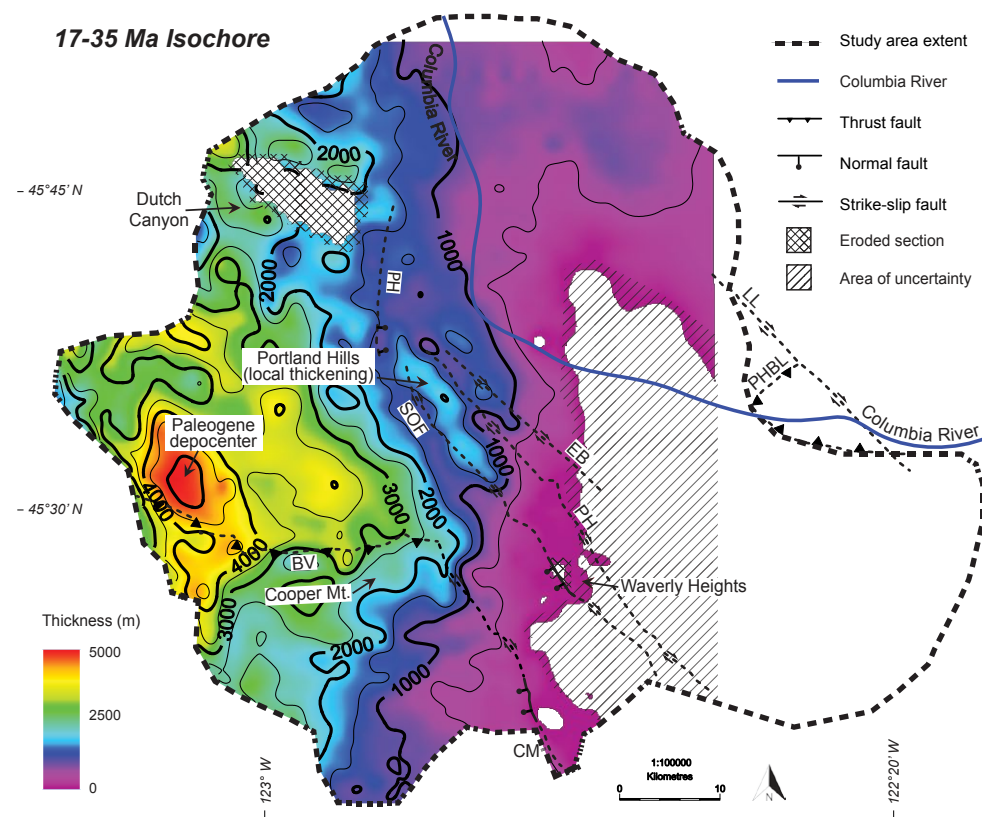 17-35 Ma Isochore
Study area extent
Columbia River
Thrust fault
Normal fault
Strike-slip fault
Eroded section
Area of uncertainty
Columbia River
2000
45°45' N
Dutch
Canyon
1000
2000
PH
LL
PHBL
Portland Hills
(local thickening)
SOF
Columbia River
Paleogene
depocenter
EB
1000
4000
3000
2000
45°30' N
PH
4000
BV
Cooper Mt.
Waverly Heights
3000
2000
1000
Thickness (m)
5000
2500
0
CM
1:100000
Kilometres
0
10
N
123° W
122°20' W